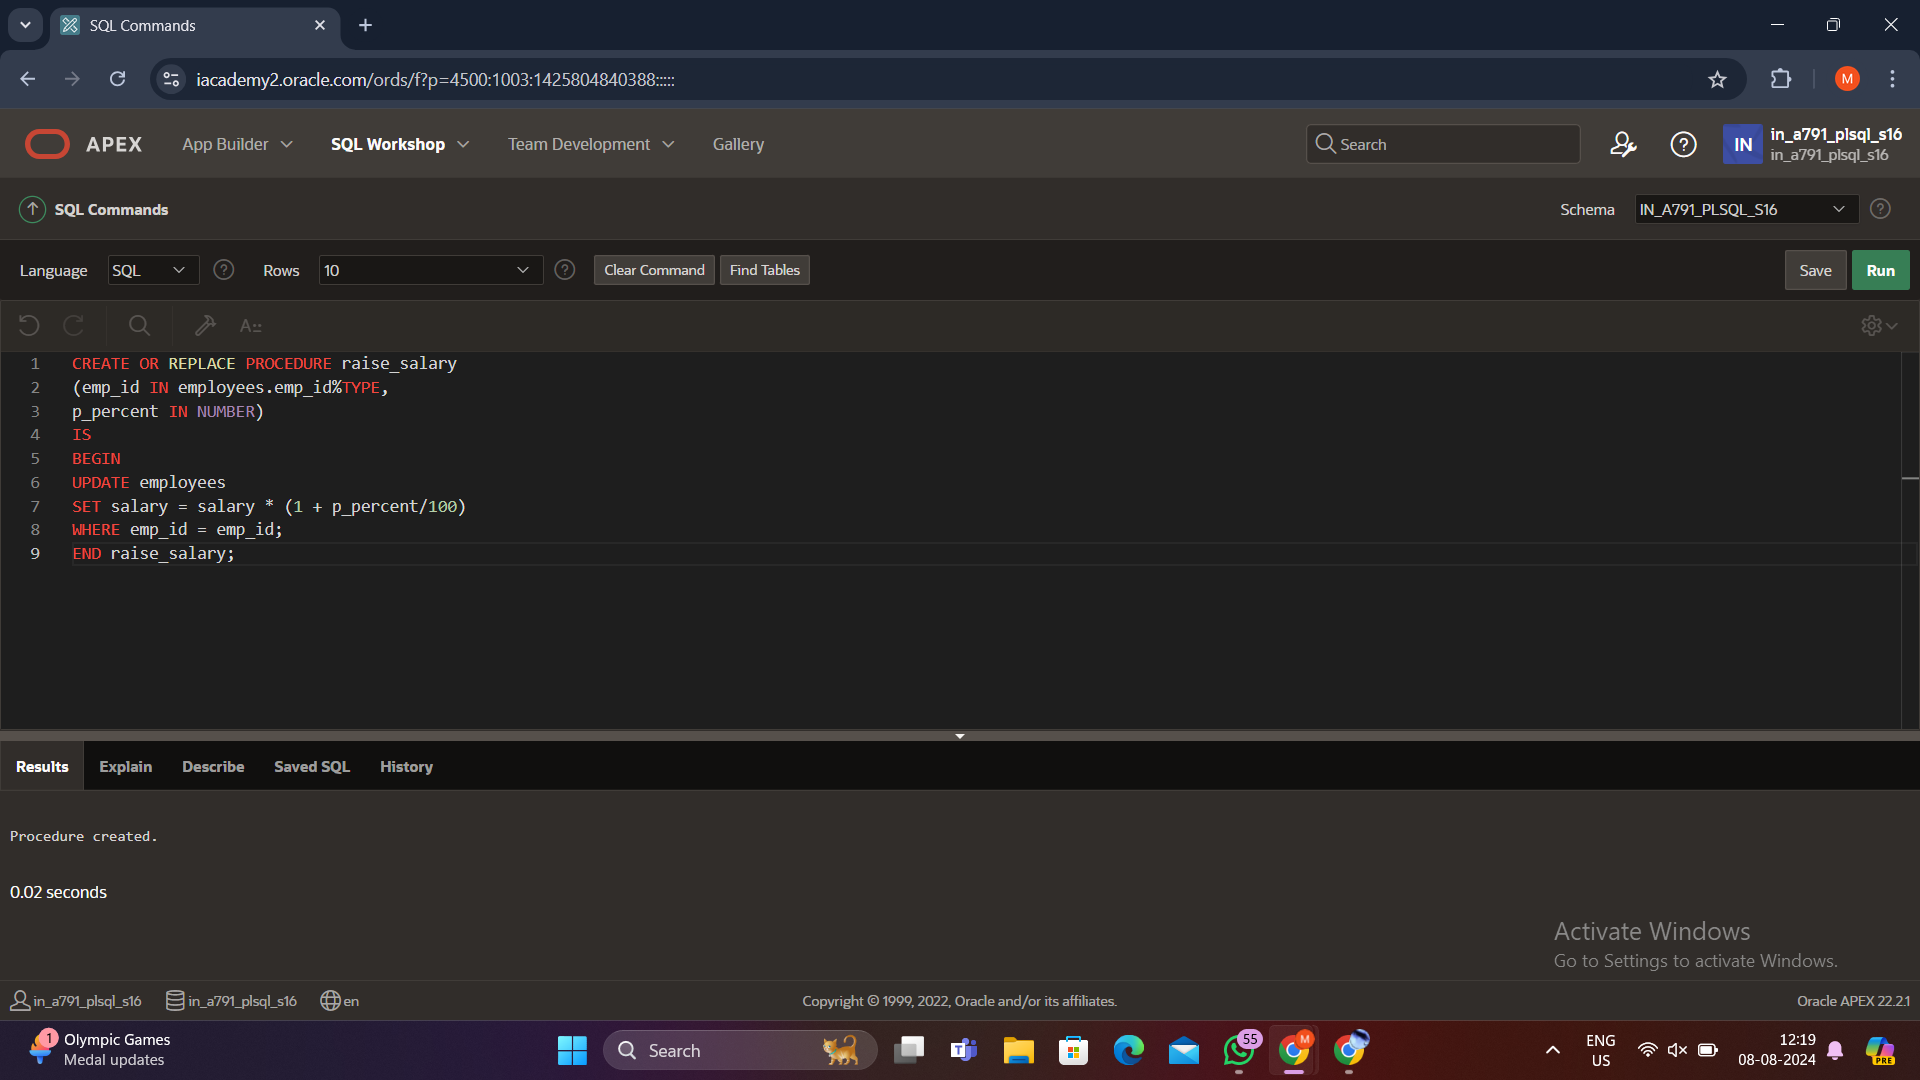 SQL Commands
iacademy2.oracle.com/ords/f?p=4500:1003:1425804840388:::::
M
APEX
App Builder
SQL Workshop
Team Development
Gallery
Search
IN
in_a791_plsql_s16
in_a791_plsql_s16
SQL Commands
Schema
IN_A791_PLSQL_S16
Language
SQL
Rows
10
Clear Command
Find Tables
Save
Run
1 CREATE OR REPLACE PROCEDURE raise_salary
2 (emp_id IN employees.emp_id%TYPE,
3 p_percent IN NUMBER)
4 IS
5 BEGIN
6 UPDATE employees
7 SET salary = salary * (1 + p_percent/100)
8 WHERE emp_id = emp_id;
9 END raise_salary;
Results
Explain
Describe
Saved SQL
History
Procedure created.
0.02 seconds
Activate Windows
Go to Settings to activate Windows.
in_a791_plsql_s16
in_a791_plsql_s16
en
Copyright © 1999, 2022, Oracle and/or its affiliates.
Oracle APEX 22.2.1
1
Olympic Games
Medal updates
Search
55
M
ENG
US
12:19
08-08-2024
PRE